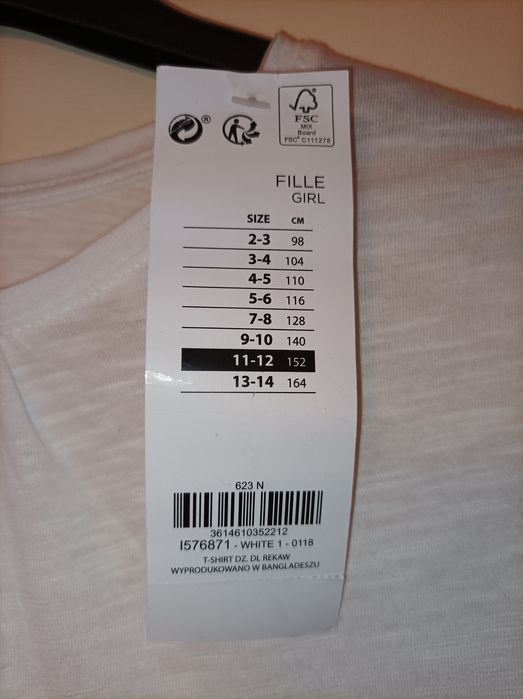 ®
FSC
MIX
Board
FSC® C111278
FILLE
GIRL
SIZE CM
2-3 98
3-4 104
4-5 110
5-6 116
7-8 128
9-10 140
11-12 152
13-14 164
623 N
3614610352212
I576871 - WHITE 1 - 0118
T-SHIRT DZ. DL REKAW
WYPRODUKOWANO W BANGLADESZU